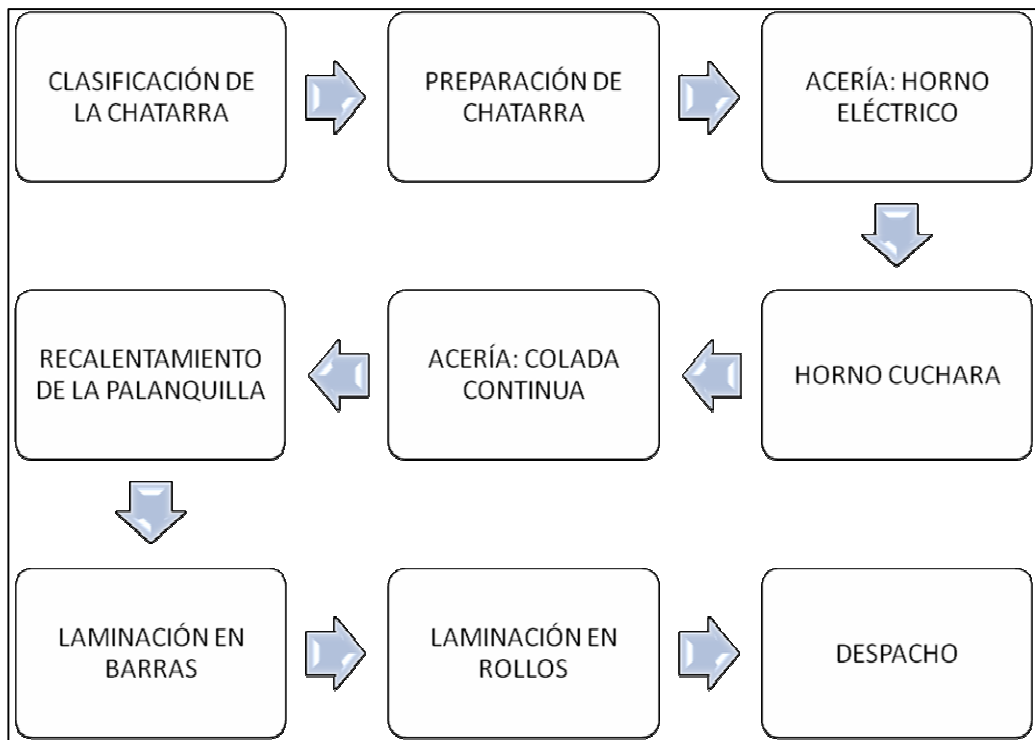 CLASIFICACIÓN DE
LA CHATARRA
PREPARACIÓN DE
CHATARRA
ACERÍA: HORNO
ELÉCTRICO
HORNO CUCHARA
ACERÍA: COLADA
CONTINUA
RECALENTAMIENTO
DE LA PALANQUILLA
LAMINACIÓN EN
BARRAS
LAMINACIÓN EN
ROLLOS
DESPACHO